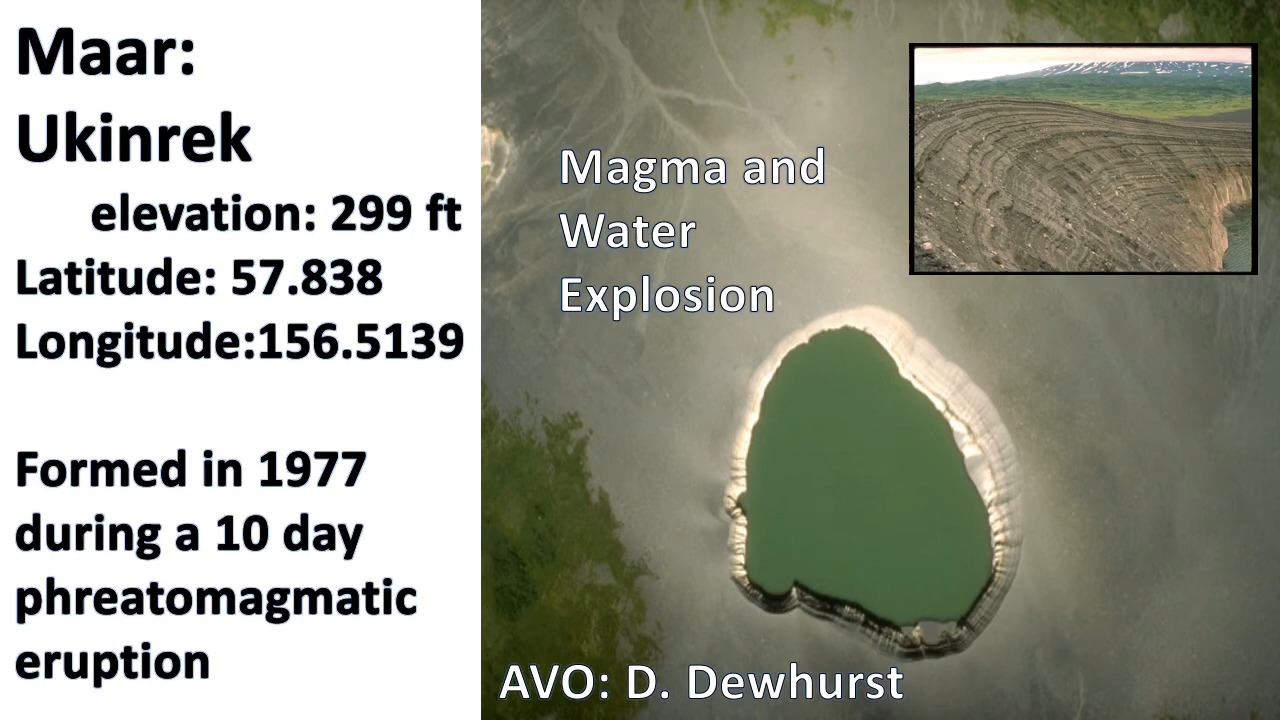 Maar:
Ukinrek
elevation: 299 ft
Latitude: 57.838
Longitude:156.5139
Formed in 1977
during a 10 day
phreatomagmatic
eruption
Magma and
Water
Explosion
AVO: D. Dewhurst